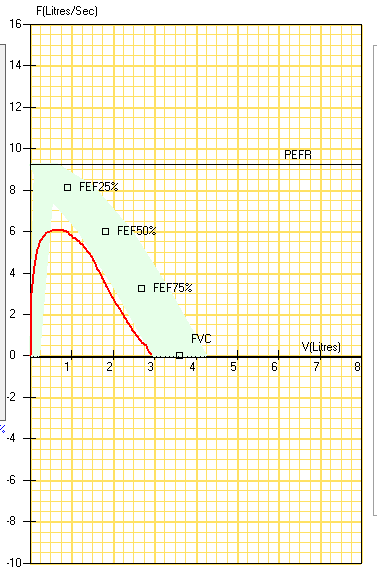 F(Litres/Sec)
16
14
12
10
PEFR
8
FEF25%
6
FEF50%
4
FEF75%
2
FVC
V(Litres)
0
1 2 3 4 5 6 7 8
-2
%
-4
-6
-8
-10